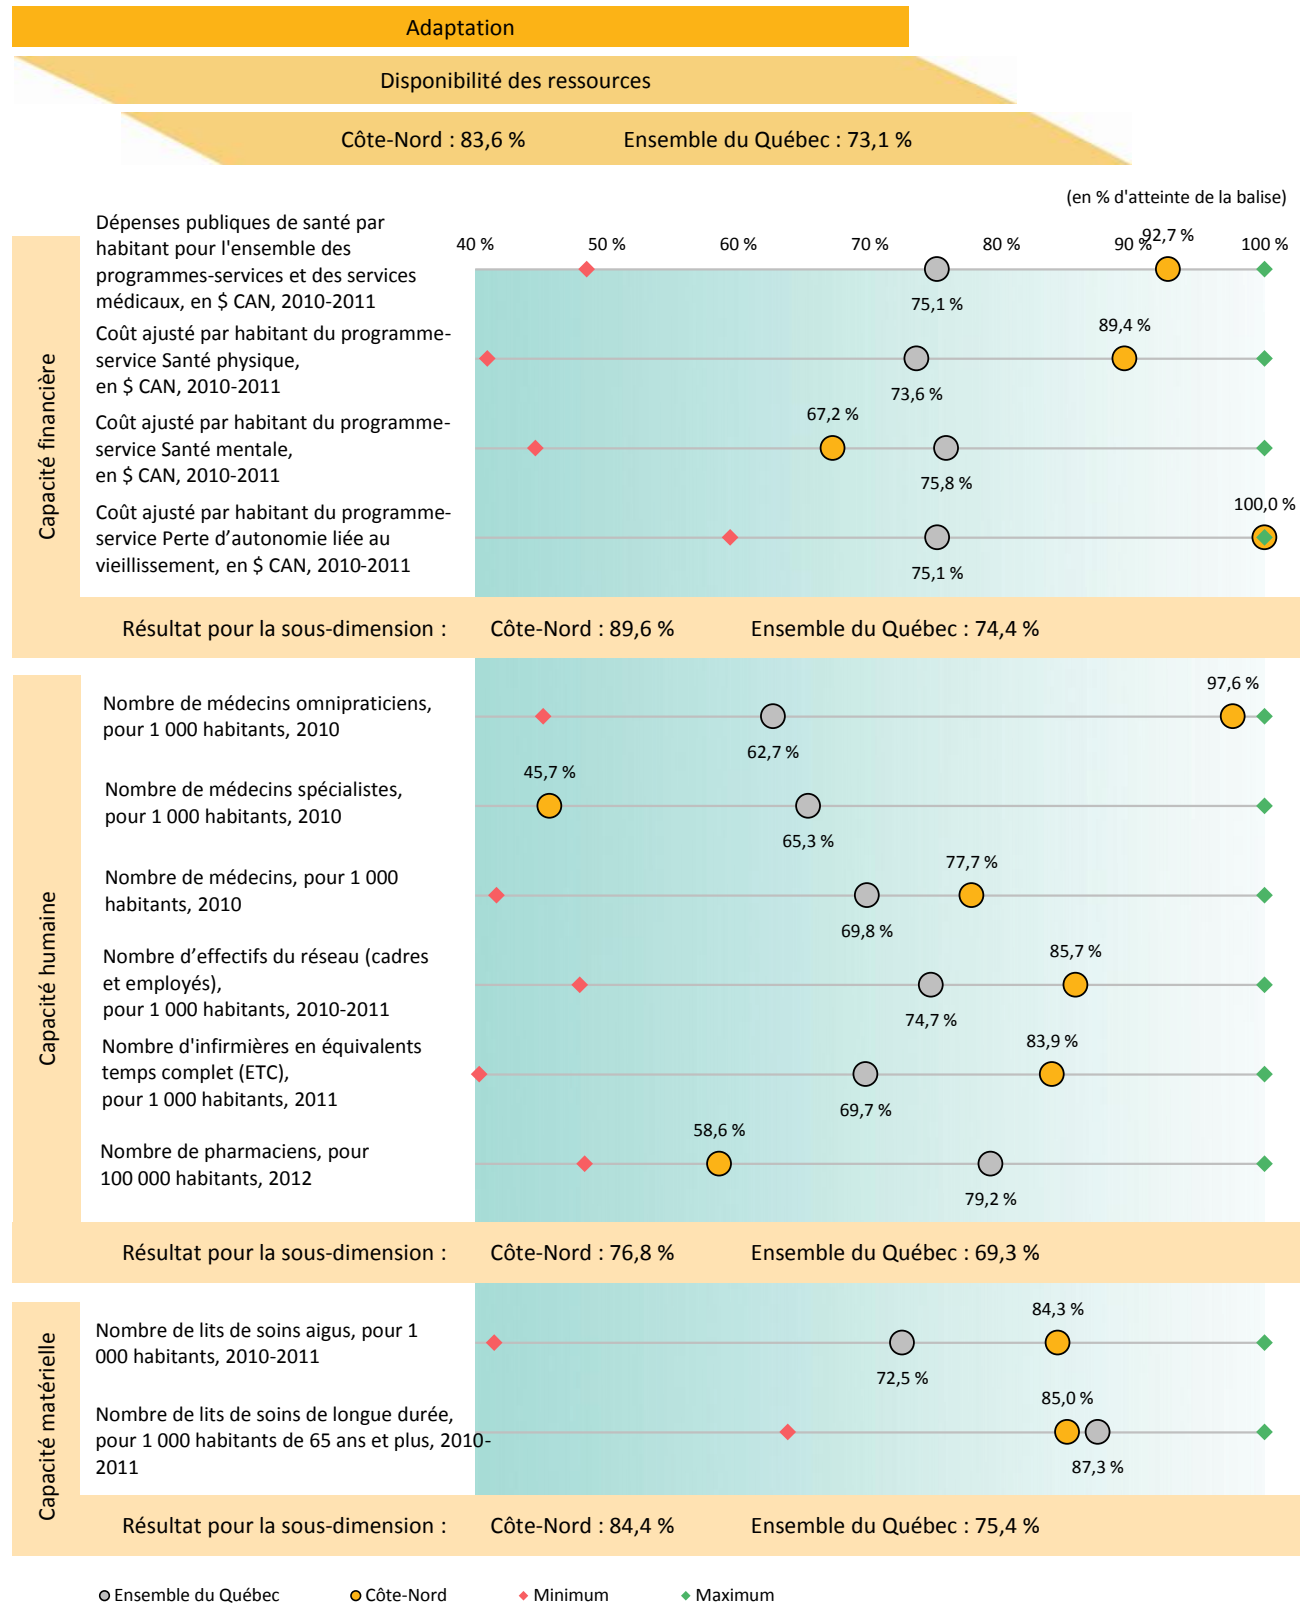 Adaptation
Disponibilité des ressources
Côte-Nord : 83,6 % Ensemble du Québec : 73,1 %
(en % d'atteinte de la balise)
40 % 50 % 60 % 70 % 80 % 90 % 100 %
Capacité financière
Dépenses publiques de santé par
habitant pour l'ensemble des
programmes-services et des services
médicaux, en $ CAN, 2010-2011
92,7 %
75,1 %
Coût ajusté par habitant du programme-
service Santé physique,
en $ CAN, 2010-2011
89,4 %
73,6 %
Coût ajusté par habitant du programme-
service Santé mentale,
en $ CAN, 2010-2011
67,2 %
75,8 %
Coût ajusté par habitant du programme-
service Perte d’autonomie liée au
vieillissement, en $ CAN, 2010-2011
100,0 %
75,1 %
Résultat pour la sous-dimension : Côte-Nord : 89,6 % Ensemble du Québec : 74,4 %
Capacité humaine
Nombre de médecins omnipraticiens,
pour 1 000 habitants, 2010
97,6 %
62,7 %
Nombre de médecins spécialistes,
pour 1 000 habitants, 2010
45,7 %
65,3 %
Nombre de médecins, pour 1 000
habitants, 2010
77,7 %
69,8 %
Nombre d’effectifs du réseau (cadres
et employés),
pour 1 000 habitants, 2010-2011
85,7 %
74,7 %
Nombre d'infirmières en équivalents
temps complet (ETC),
pour 1 000 habitants, 2011
83,9 %
69,7 %
Nombre de pharmaciens, pour
100 000 habitants, 2012
58,6 %
79,2 %
Résultat pour la sous-dimension : Côte-Nord : 76,8 % Ensemble du Québec : 69,3 %
Capacité matérielle
Nombre de lits de soins aigus, pour 1
000 habitants, 2010-2011
84,3 %
72,5 %
Nombre de lits de soins de longue durée,
pour 1 000 habitants de 65 ans et plus, 2010-
2011
85,0 %
87,3 %
Résultat pour la sous-dimension : Côte-Nord : 84,4 % Ensemble du Québec : 75,4 %
Ensemble du Québec Côte-Nord Minimum Maximum